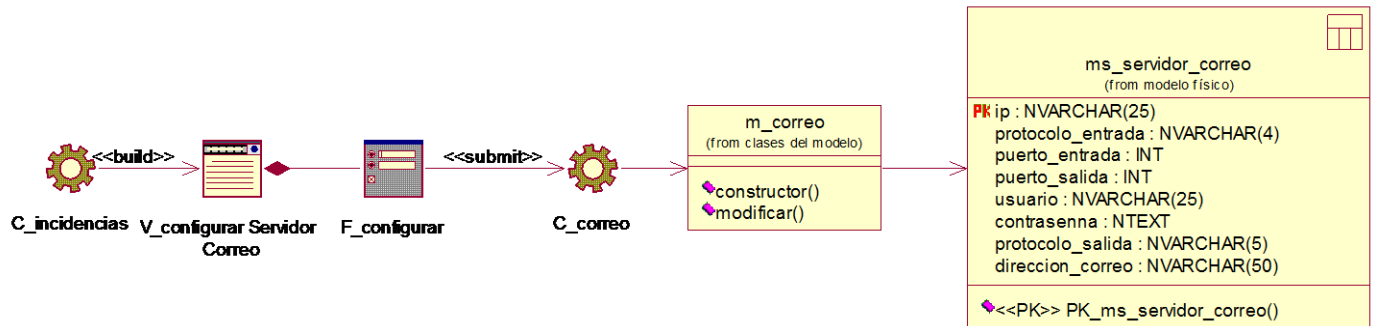 <<build>>
C_incidencias
V_configurar Servidor
Correo
F_configurar
<<submit>>
C_correo
m_correo
(from clases del modelo)
constructor()
modificar()
ms_servidor_correo
(from modelo físico)
PK ip : NVARCHAR(25)
protocolo_entrada : NVARCHAR(4)
puerto_entrada : INT
puerto_salida : INT
usuario : NVARCHAR(25)
contrasenna : NTEXT
protocolo_salida : NVARCHAR(5)
direccion_correo : NVARCHAR(50)
<<PK>> PK_ms_servidor_correo()